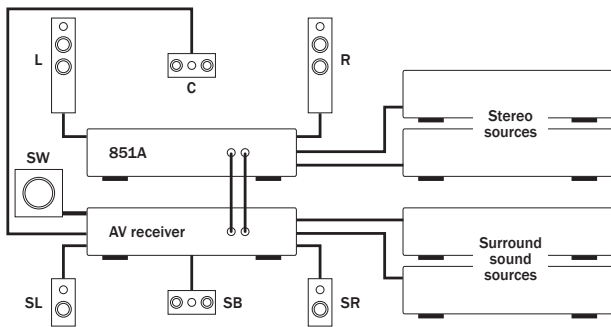 L
C
R
851A
Stereo
sources
SW
AV receiver
Surround
sound
sources
SL
SB
SR